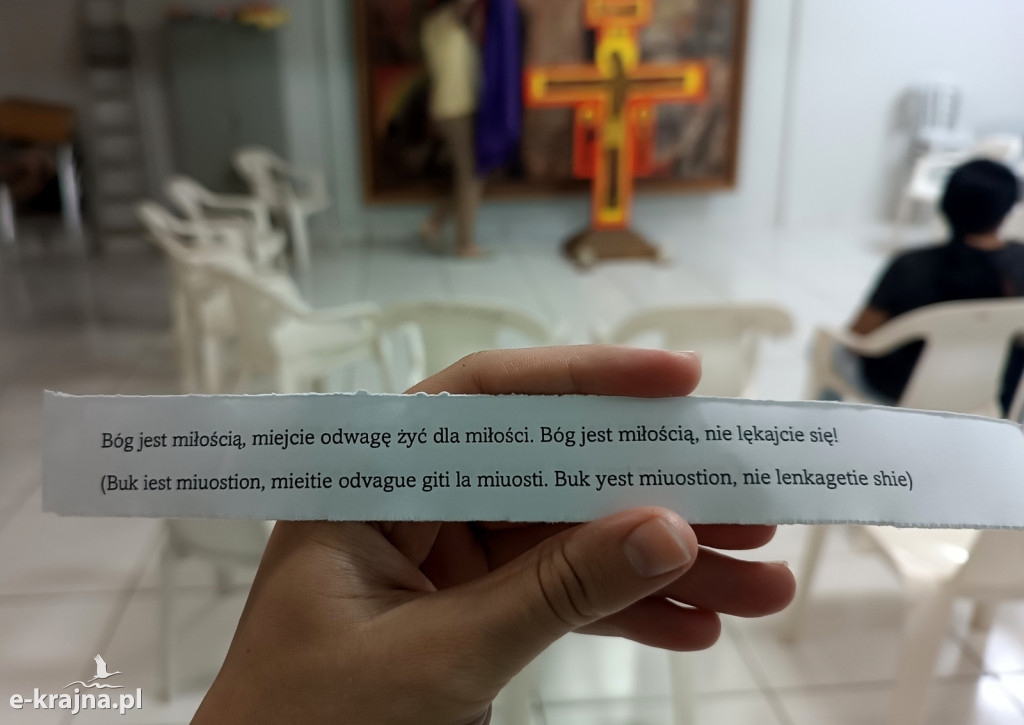 Bóg jest miłością, miejcie odwagę żyć dla miłości. Bóg jest miłością, nie lękajcie się!
(Buk iest miuostion, mieitie odvague giti la miuosti. Buk yest miuostion, nie lenkagetie shie)
e-krajna.pl